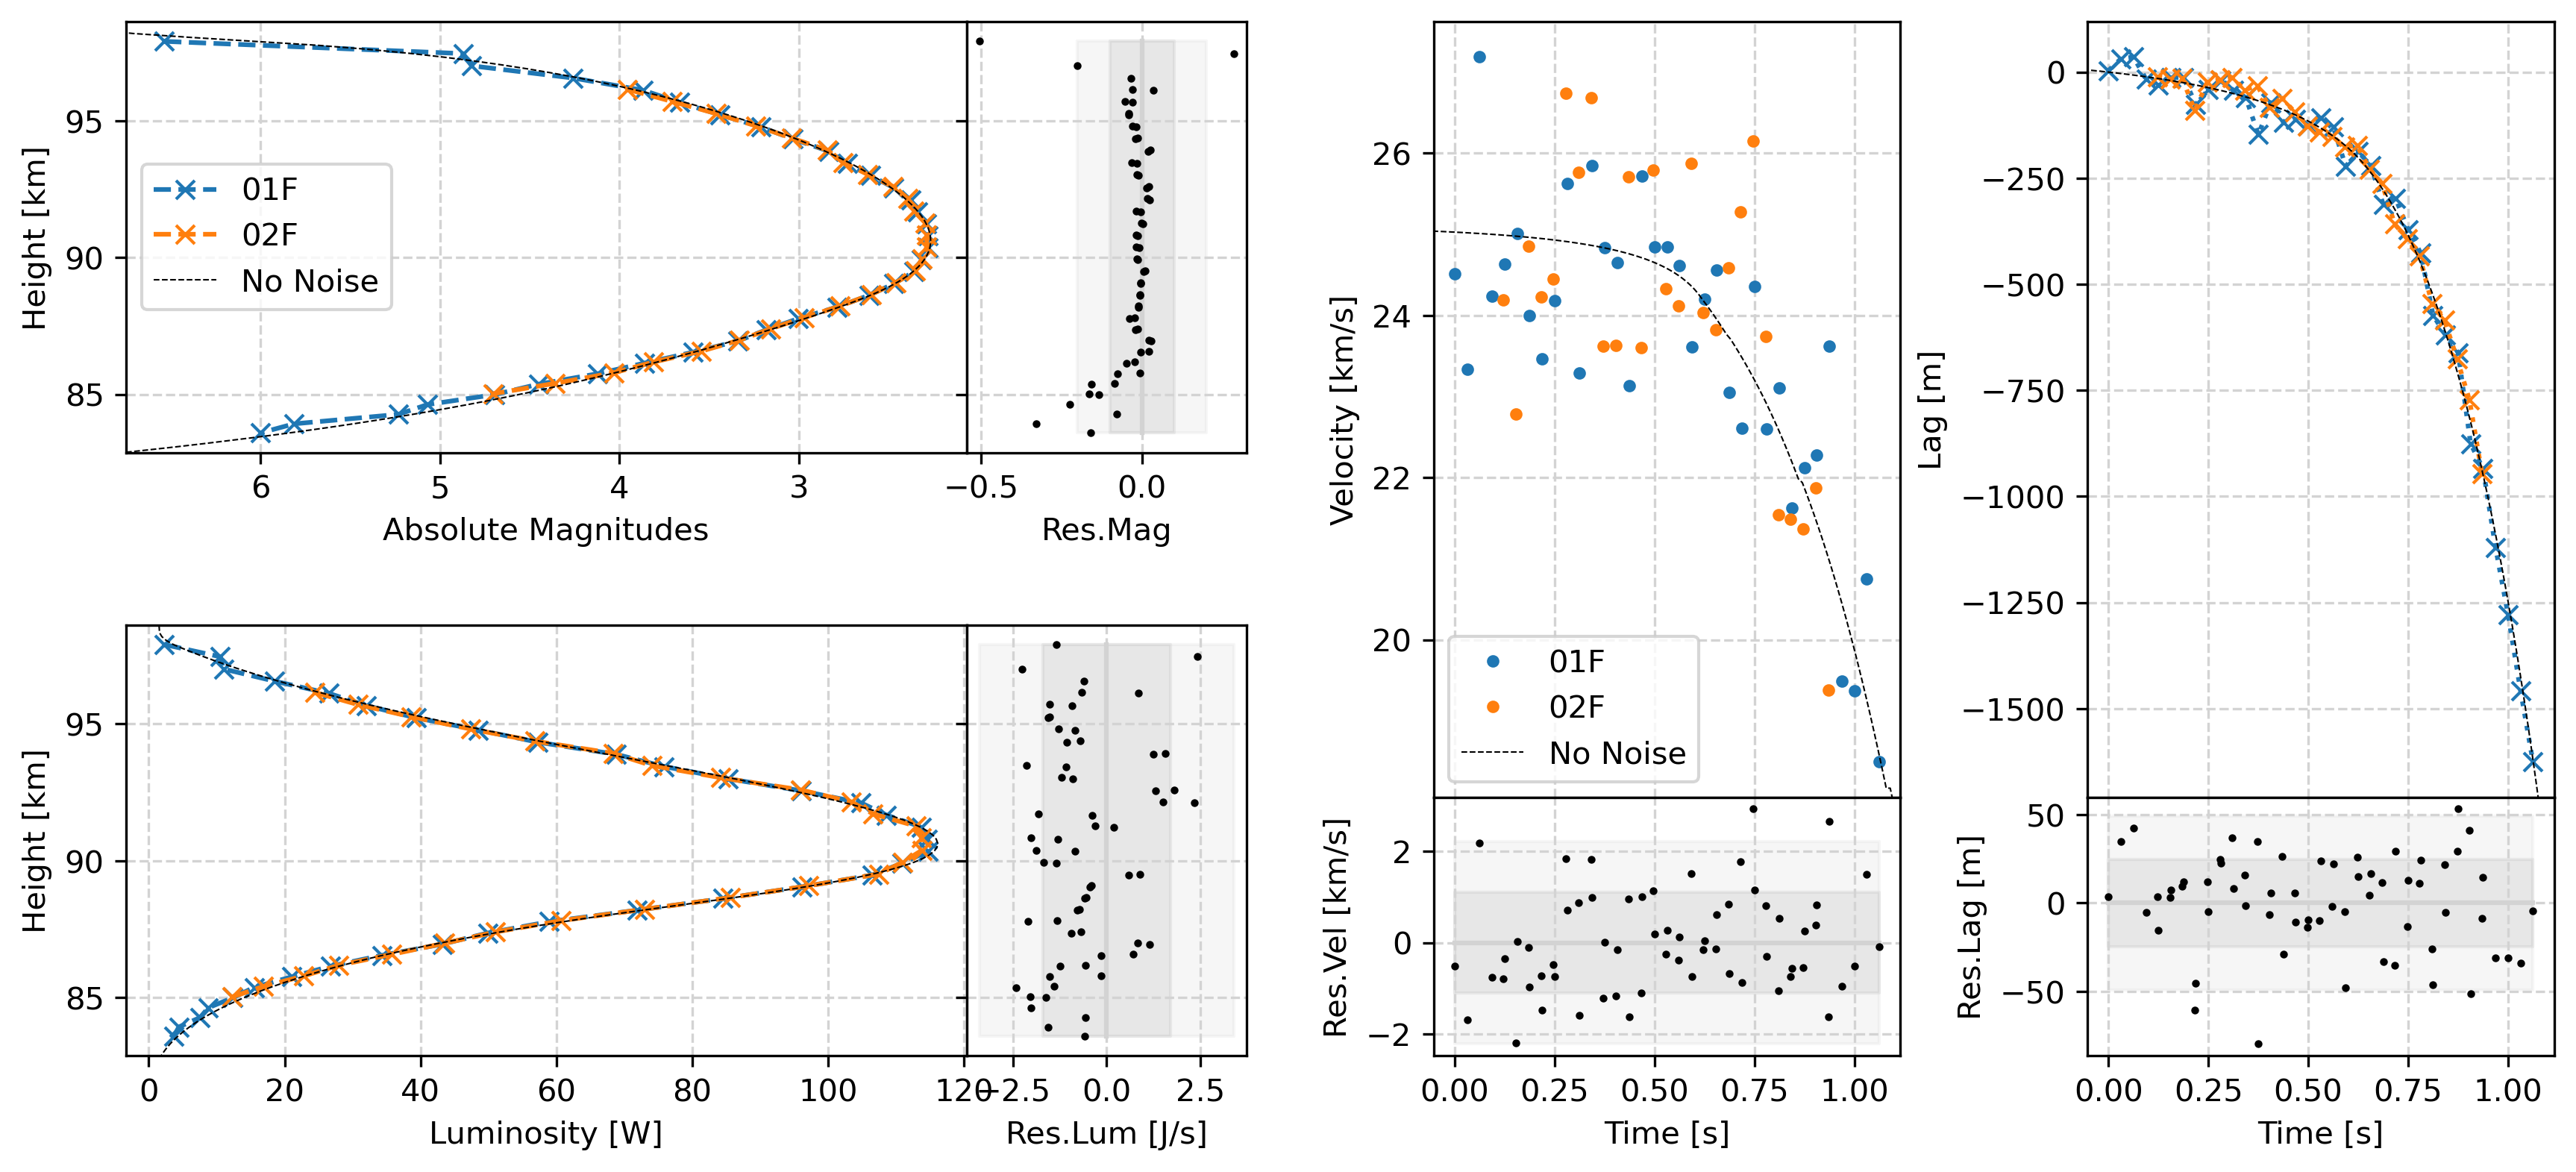 95
90
85
Height [km]
01F
02F
No Noise
6
5
4
3
Absolute Magnitudes
−0.5
0.0
Res.Mag
95
90
85
Height [km]
0
20
40
60
80
100
120
Luminosity [W]
−2.5
0.0
2.5
Res.Lum [J/s]
26
24
22
20
Velocity [km/s]
01F
02F
No Noise
2
0
−2
Res.Vel [km/s]
0.00
0.25
0.50
0.75
1.00
Time [s]
0
−250
−500
−750
−1000
−1250
−1500
Lag [m]
50
0
−50
Res.Lag [m]
0.00
0.25
0.50
0.75
1.00
Time [s]